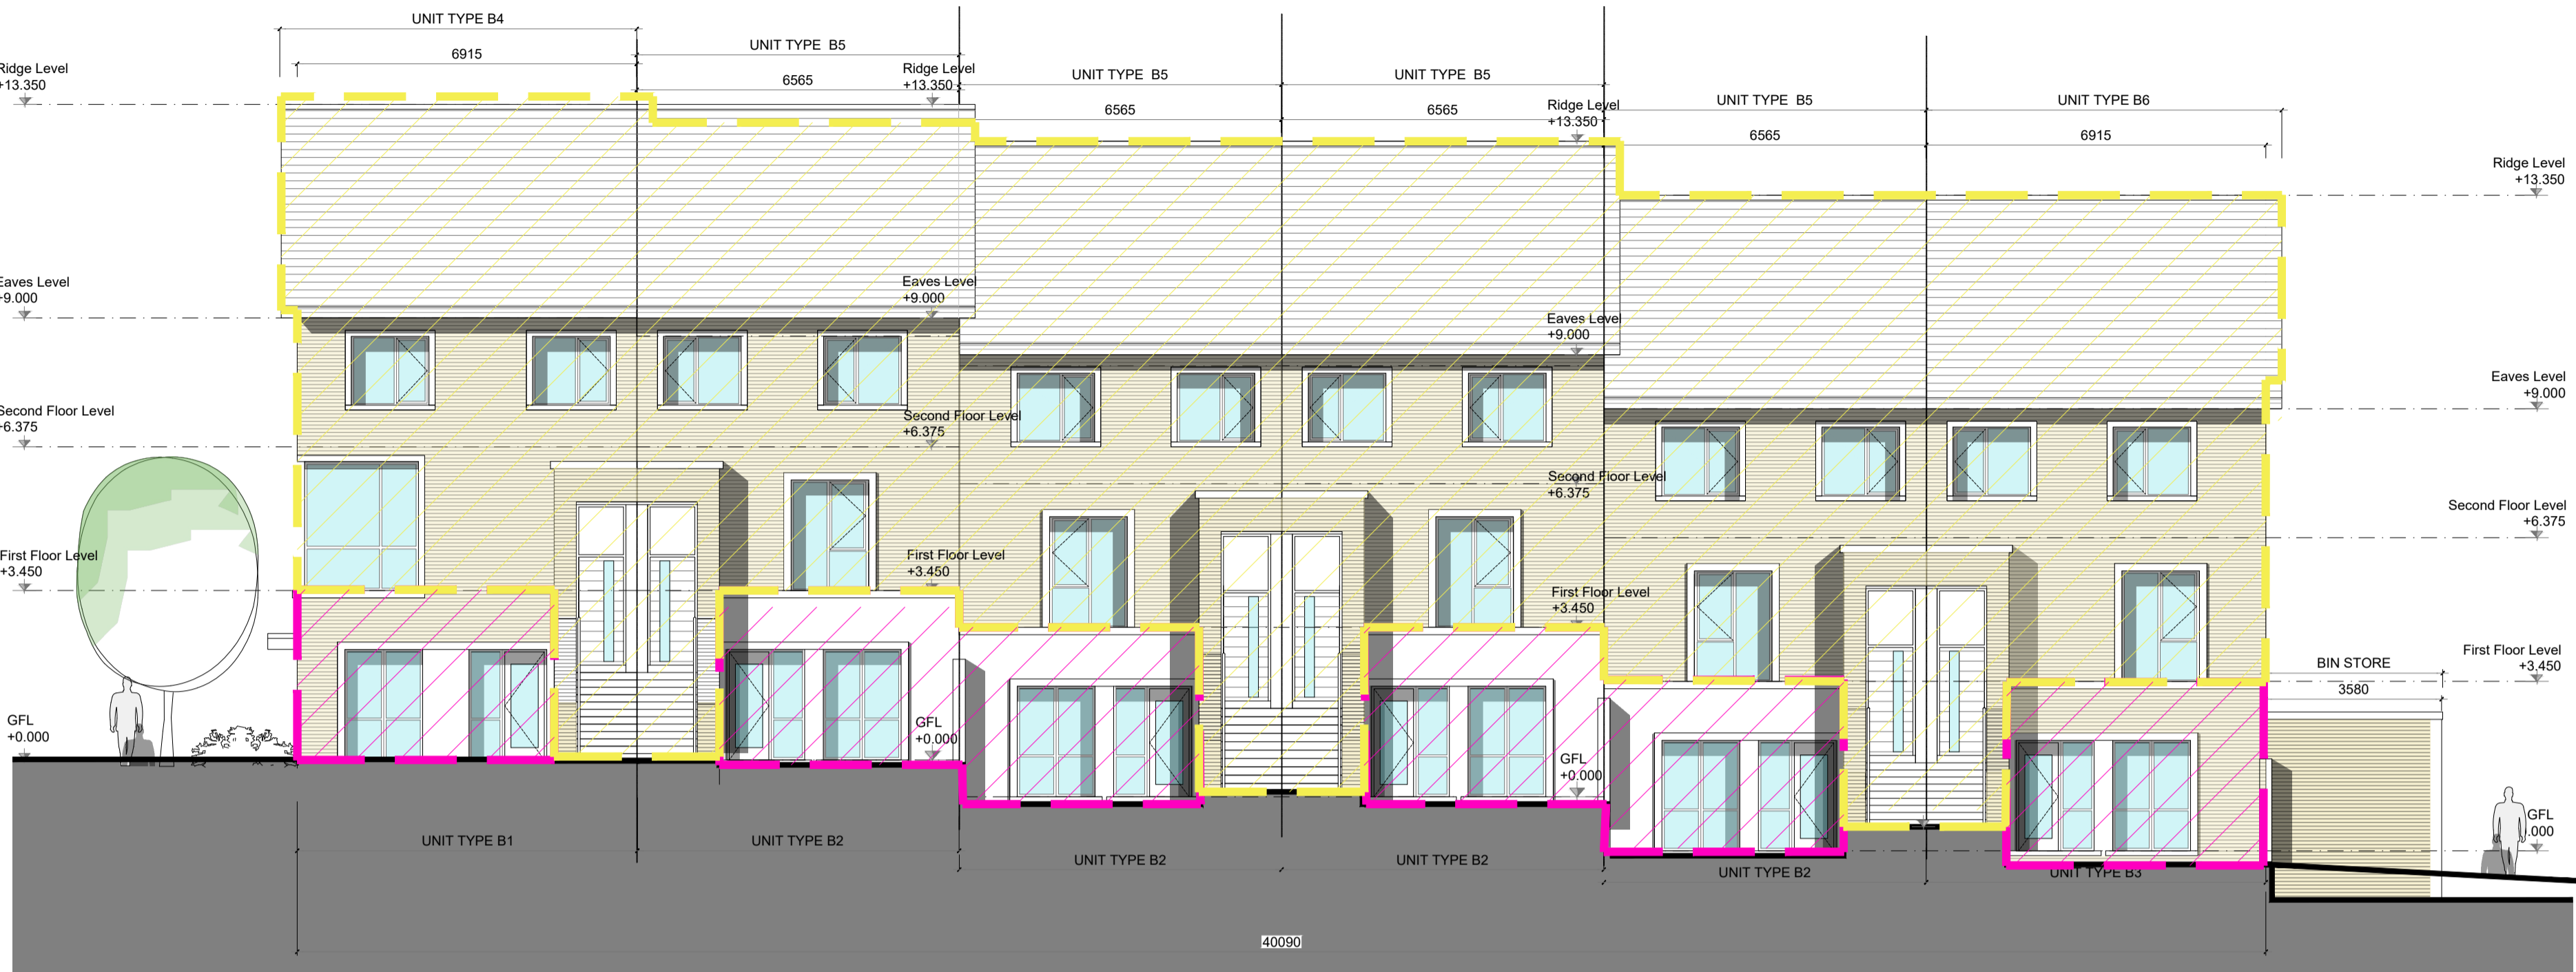 UNIT TYPE B4
UNIT TYPE B5
6915
6565
Ridge Level
+13.350
Ridge Level
+13.350
UNIT TYPE B5
UNIT TYPE B5
6565
6565
Ridge Level
+13.350
UNIT TYPE B5
UNIT TYPE B6
6565
6915
Ridge Level
+13.350
Eaves Level
+9.000
Eaves Level
+9.000
Eaves Level
+9.000
Eaves Level
+9.000
Second Floor Level
+6.375
Second Floor Level
+6.375
Second Floor Level
+6.375
Second Floor Level
+6.375
First Floor Level
+3.450
First Floor Level
+3.450
First Floor Level
+3.450
First Floor Level
+3.450
BIN STORE
3580
GFL
+0.000
GFL
+0.000
GFL
+0.000
GFL
.000
UNIT TYPE B1
UNIT TYPE B2
UNIT TYPE B2
UNIT TYPE B2
UNIT TYPE B2
UNIT TYPE B3
40090